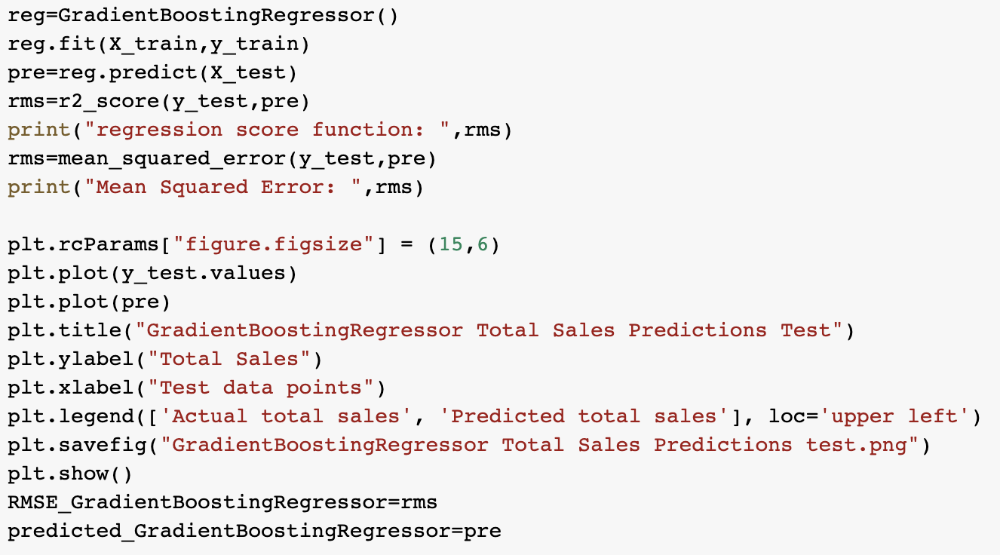 reg=GradientBoostingRegressor()
reg.fit(X_train,y_train)
pre=reg.predict(X_test)
rms=r2_score(y_test,pre)
print("regression score function: ",rms)
rms=mean_squared_error(y_test,pre)
print("Mean Squared Error: ",rms)
plt.rcParams["figure.figsize"] = (15,6)
plt.plot(y_test.values)
plt.plot(pre)
plt.title("GradientBoostingRegressor Total Sales Predictions Test")
plt.ylabel("Total Sales")
plt.xlabel("Test data points")
plt.legend(['Actual total sales', 'Predicted total sales'], loc='upper left')
plt.savefig("GradientBoostingRegressor Total Sales Predictions test.png")
plt.show()
RMSE_GradientBoostingRegressor=rms
predicted_GradientBoostingRegressor=pre